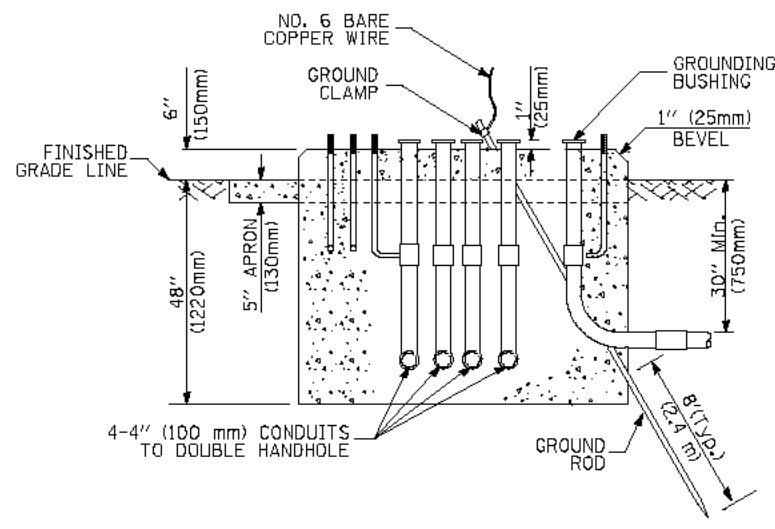 NO. 6 BARE
COPPER WIRE
GROUND
CLAMP
GROUNDING
BUSHING
6"
(150mm)
1"
(25mm)
1" (25mm)
BEVEL
FINISHED
GRADE LINE
48"
(1220mm)
5" APRON
(130mm)
30" Min.
(750mm)
4-4" (100 mm) CONDUITS
TO DOUBLE HANDHOLE
GROUND
ROD
8'(Typ.)
(2.4 m)